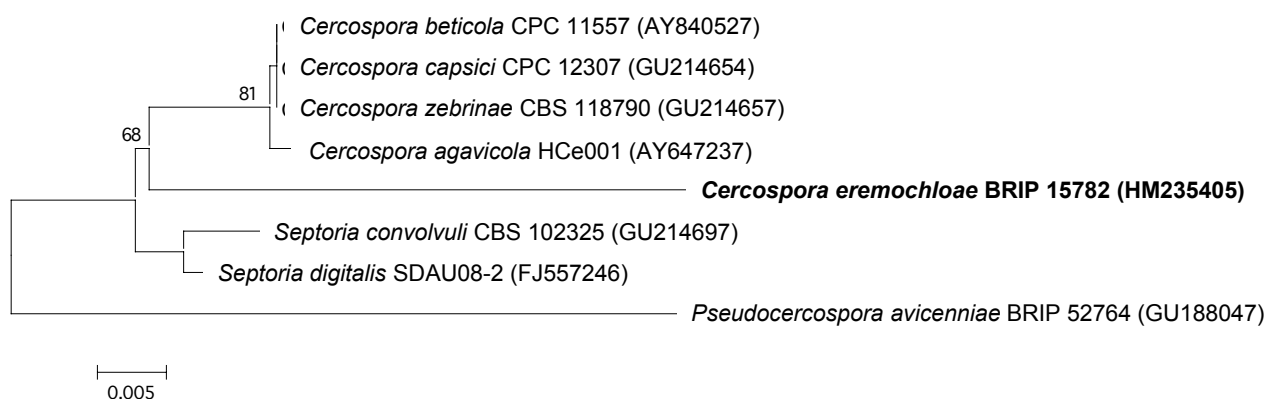 Cercospora beticola CPC 11557 (AY840527)
Cercospora capsici CPC 12307 (GU214654)
81
Cercospora zebrinae CBS 118790 (GU214657)
68
Cercospora agavicola HCe001 (AY647237)
Cercospora eremochloae BRIP 15782 (HM235405)
Septoria convolvuli CBS 102325 (GU214697)
Septoria digitalis SDAU08-2 (FJ557246)
Pseudocercospora avicenniae BRIP 52764 (GU188047)
0.005